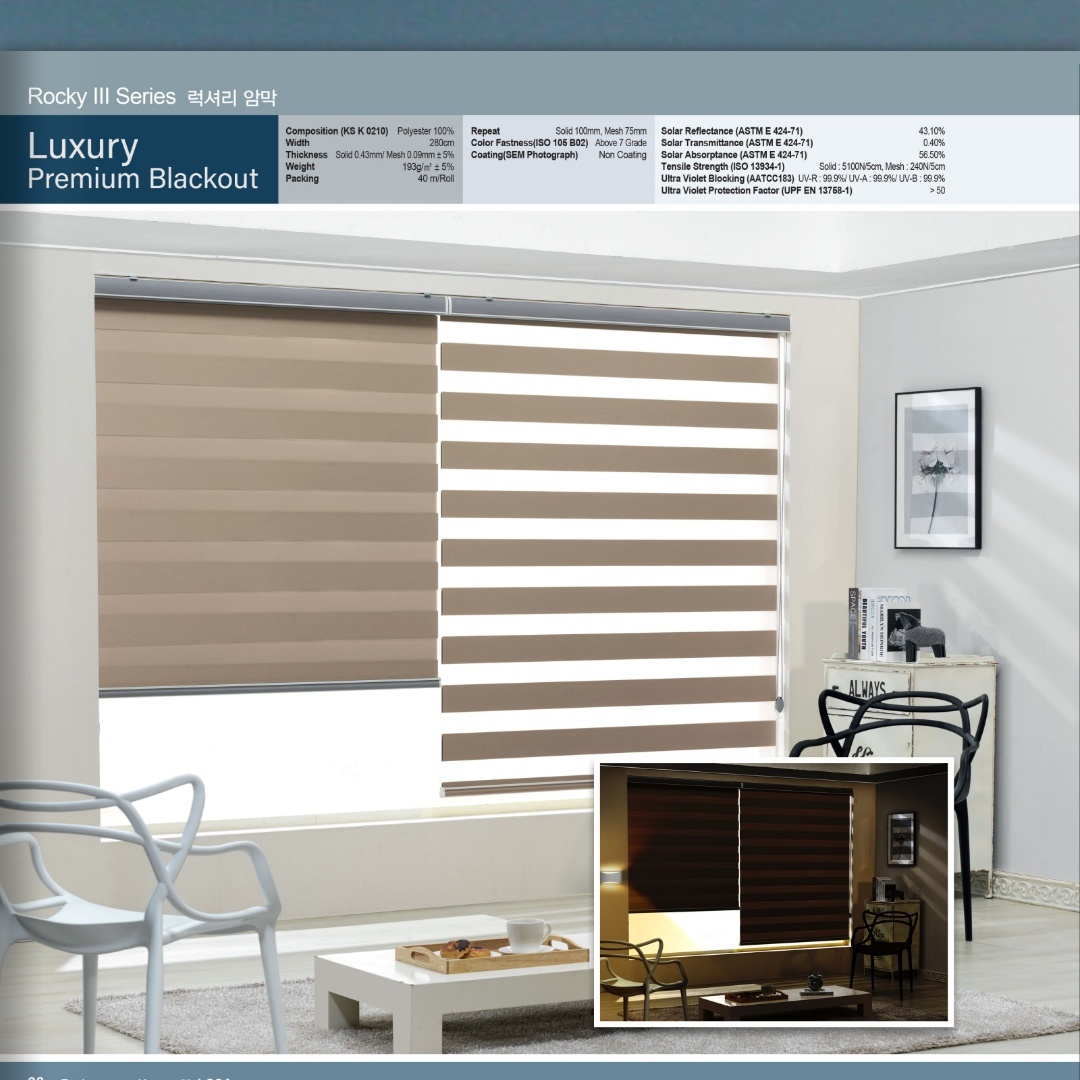 Rocky III Series 럭셔리 암막
Luxury
Premium Blackout
Composition (KS K 0210) Polyester 100%
Width 280cm
Thickness Solid 0.43mm/ Mesh 0.09mm ± 5%
Weight 193g/㎡ ± 5%
Packing 40 m/Roll
Repeat Solid 100mm, Mesh 75mm
Color Fastness(ISO 105 B02) Above 7 Grade
Coating(SEM Photograph) Non Coating
Solar Reflectance (ASTM E 424-71) 43.10%
Solar Transmittance (ASTM E 424-71) 0.40%
Solar Absorptance (ASTM E 424-71) 56.50%
Tensile Strength (ISO 13934-1) Solid : 5100N/5cm, Mesh : 240N/5cm
Ultra Violet Blocking (AATCC183) UV-R : 99.9%/ UV-A : 99.9%/ UV-B : 99.9%
Ultra Violet Protection Factor (UPF EN 13758-1) > 50
SPACE
BEAUTIFUL YOUTH
MARILYN MONROE
ALWAYS